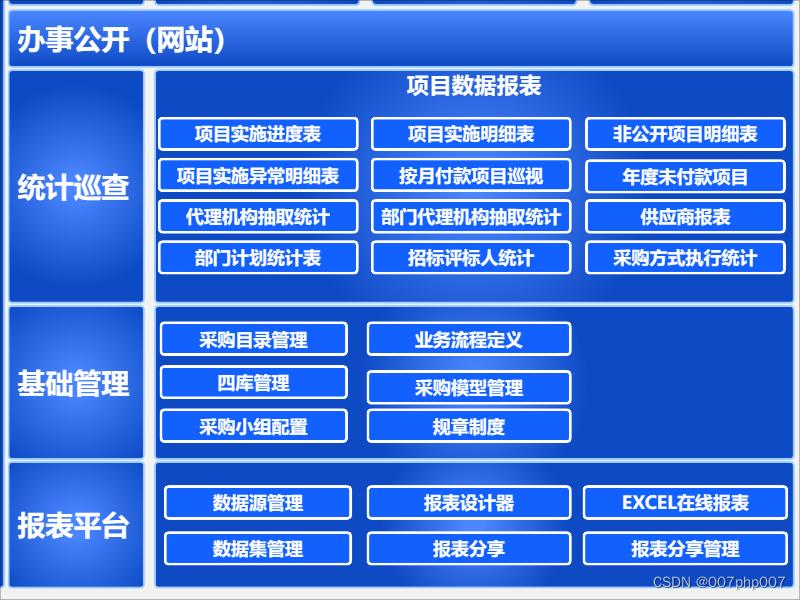 办事公开（网站）
统计巡查
项目数据报表
项目实施进度表
项目实施明细表
非公开项目明细表
项目实施异常明细表
按月付款项目巡视
年度未付款项目
代理机构抽取统计
部门代理机构抽取统计
供应商报表
部门计划统计表
招标评标人统计
采购方式执行统计
基础管理
采购目录管理
业务流程定义
四库管理
采购模型管理
采购小组配置
规章制度
报表平台
数据源管理
报表设计器
EXCEL在线报表
数据集管理
报表分享
报表分享管理
CSDN @007php007